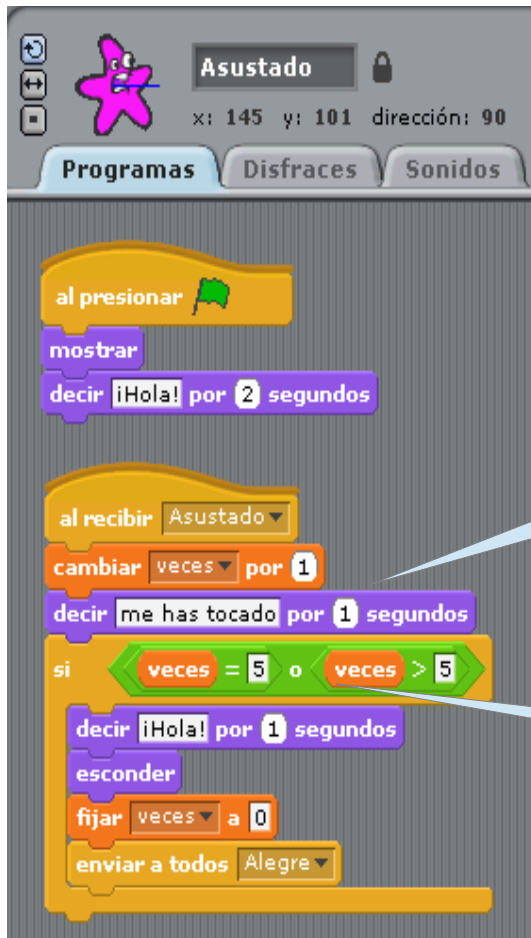 Asustado
x: 145 y: 101 dirección: 90
Programas Disfraces Sonidos
al presionar
mostrar
decir ¡Hola! por 2 segundos
al recibir Asustado
cambiar veces por 1
decir me has tocado por 1 segundos
si veces = 5 o veces > 5
decir ¡Hola! por 1 segundos
esconder
fijar veces a 0
enviar a todos Alegre